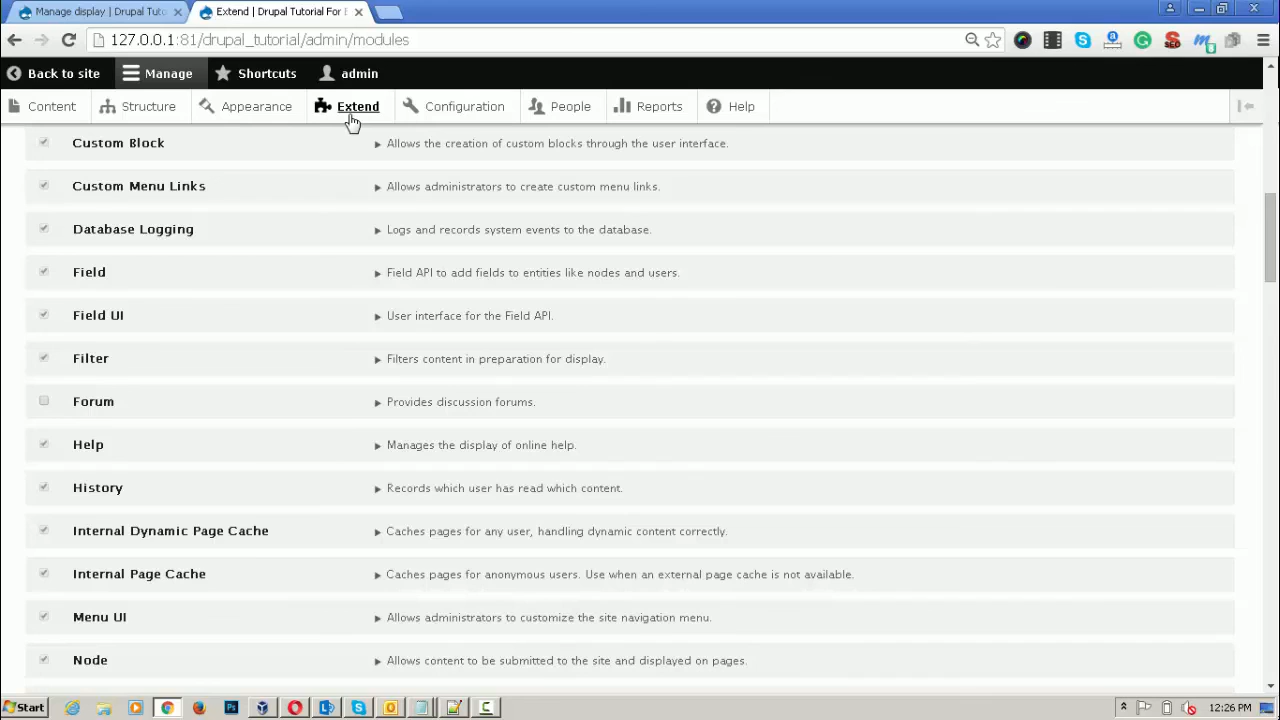 Manage display | Drupal Tuto
Extend | Drupal Tutorial For B
127.0.0.1:81/drupal_tutorial/admin/modules
Back to site
Manage
Shortcuts
admin
Content
Structure
Appearance
Extend
Configuration
People
Reports
Help
Custom Block Allows the creation of custom blocks through the user interface.
Custom Menu Links Allows administrators to create custom menu links.
Database Logging Logs and records system events to the database.
Field Field API to add fields to entities like nodes and users.
Field UI User interface for the Field API.
Filter Filters content in preparation for display.
Forum Provides discussion forums.
Help Manages the display of online help.
History Records which user has read which content.
Internal Dynamic Page Cache Caches pages for any user, handling dynamic content correctly.
Internal Page Cache Caches pages for anonymous users. Use when an external page cache is not available.
Menu UI Allows administrators to customize the site navigation menu.
Node Allows content to be submitted to the site and displayed on pages.
Start
12:26 PM